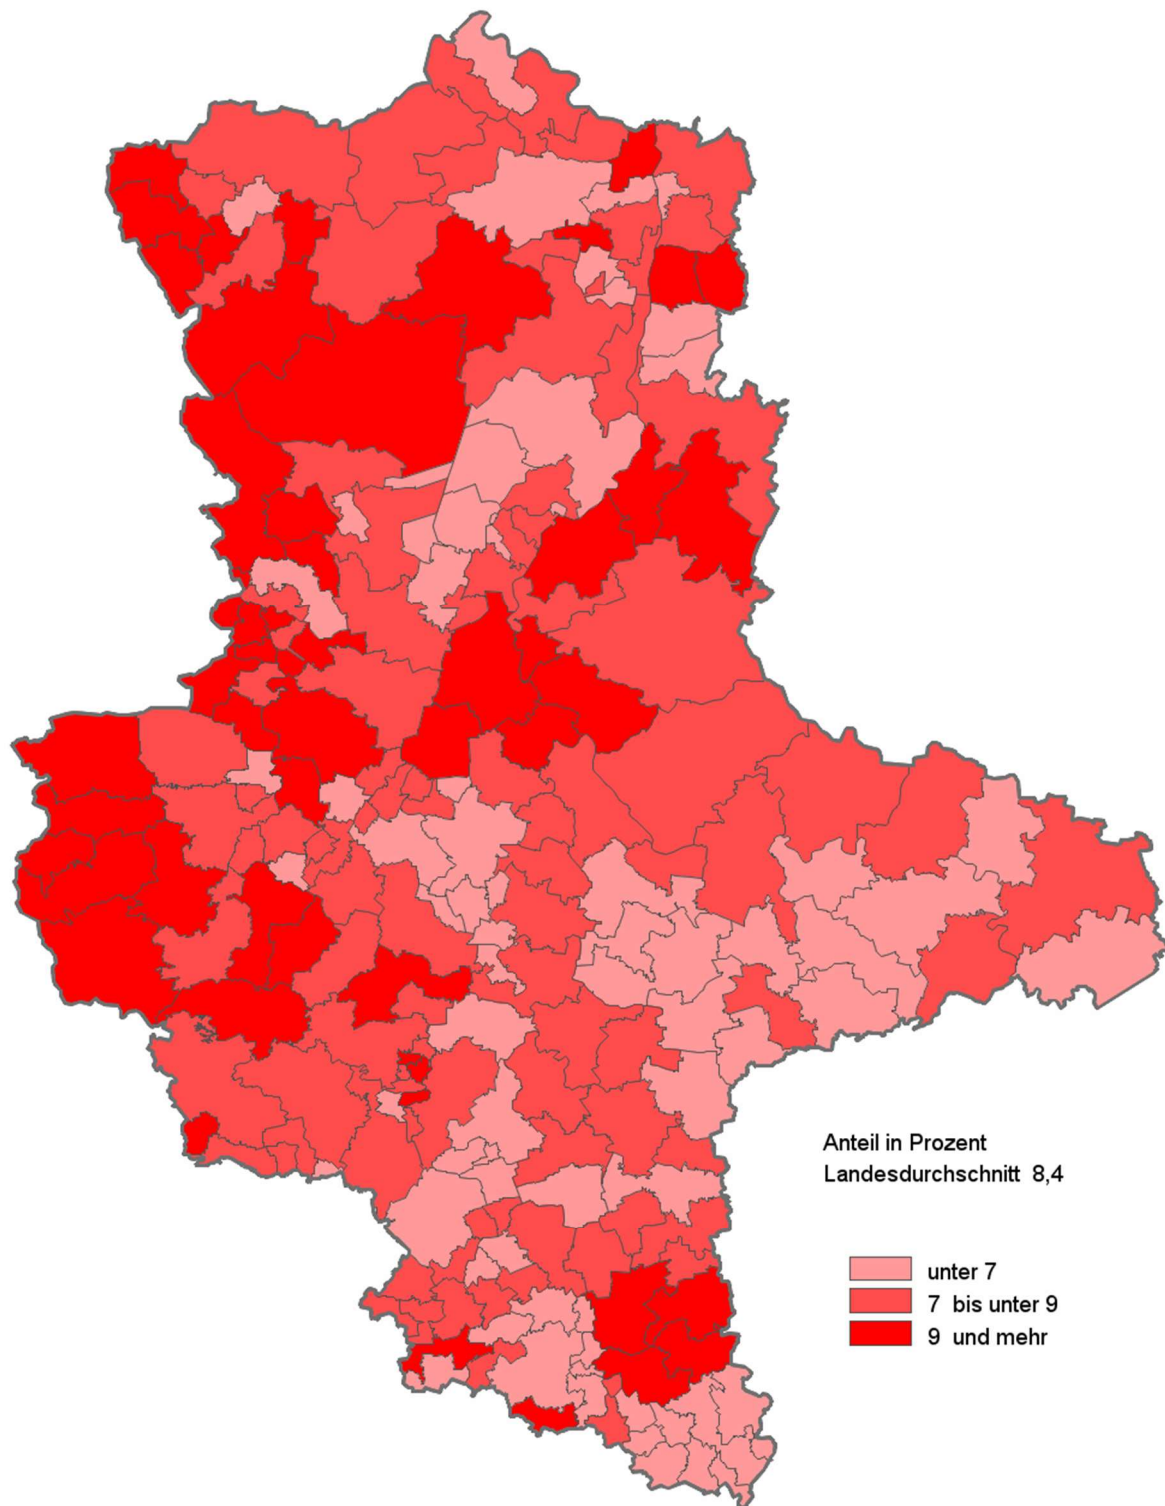 Anteil in Prozent
Landesdurchschnitt 8,4
unter 7
7 bis unter 9
9 und mehr